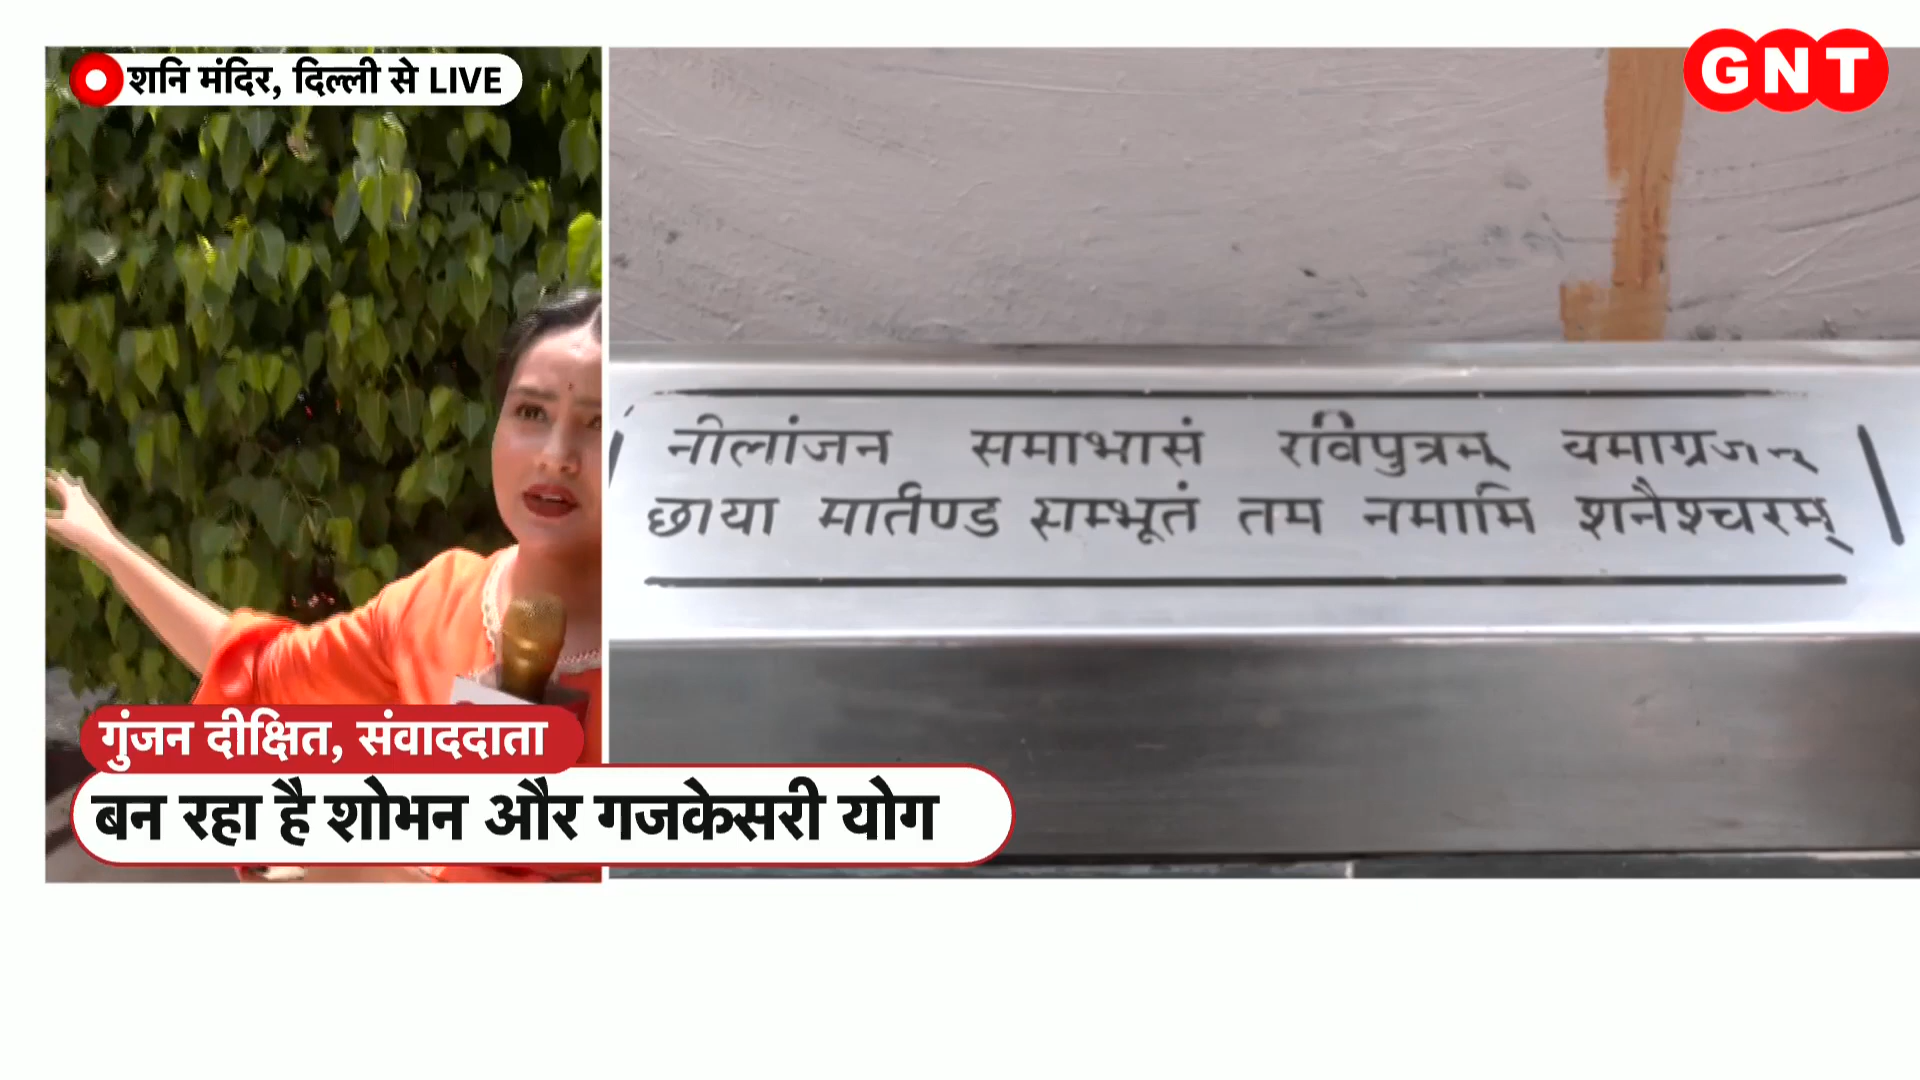 शनि मंदिर, दिल्ली से LIVE
GNT
नीलांजन समाभासं रविपुत्रम् यमाग्रजम्
छाया मार्तण्ड सम्भूतं तम नमामि शनैश्चरम्
गुंजन दीक्षित, संवाददाता
बन रहा है शोभन और गजकेसरी योग